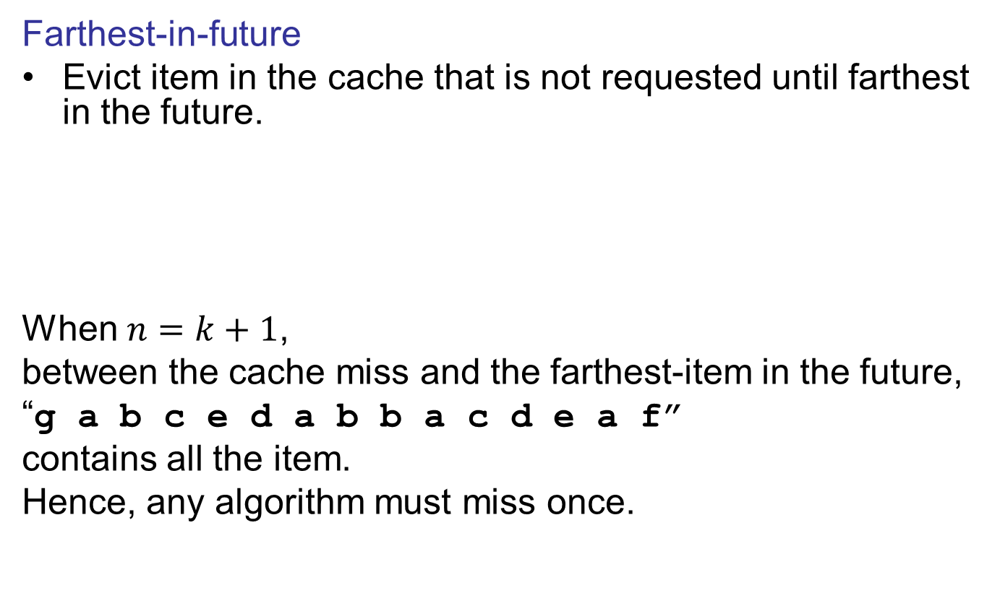 Farthest-in-future
• Evict item in the cache that is not requested until farthest
in the future.
When n = k + 1,
between the cache miss and the farthest-item in the future,
“g a b c e d a b b a c d e a f”
contains all the item.
Hence, any algorithm must miss once.